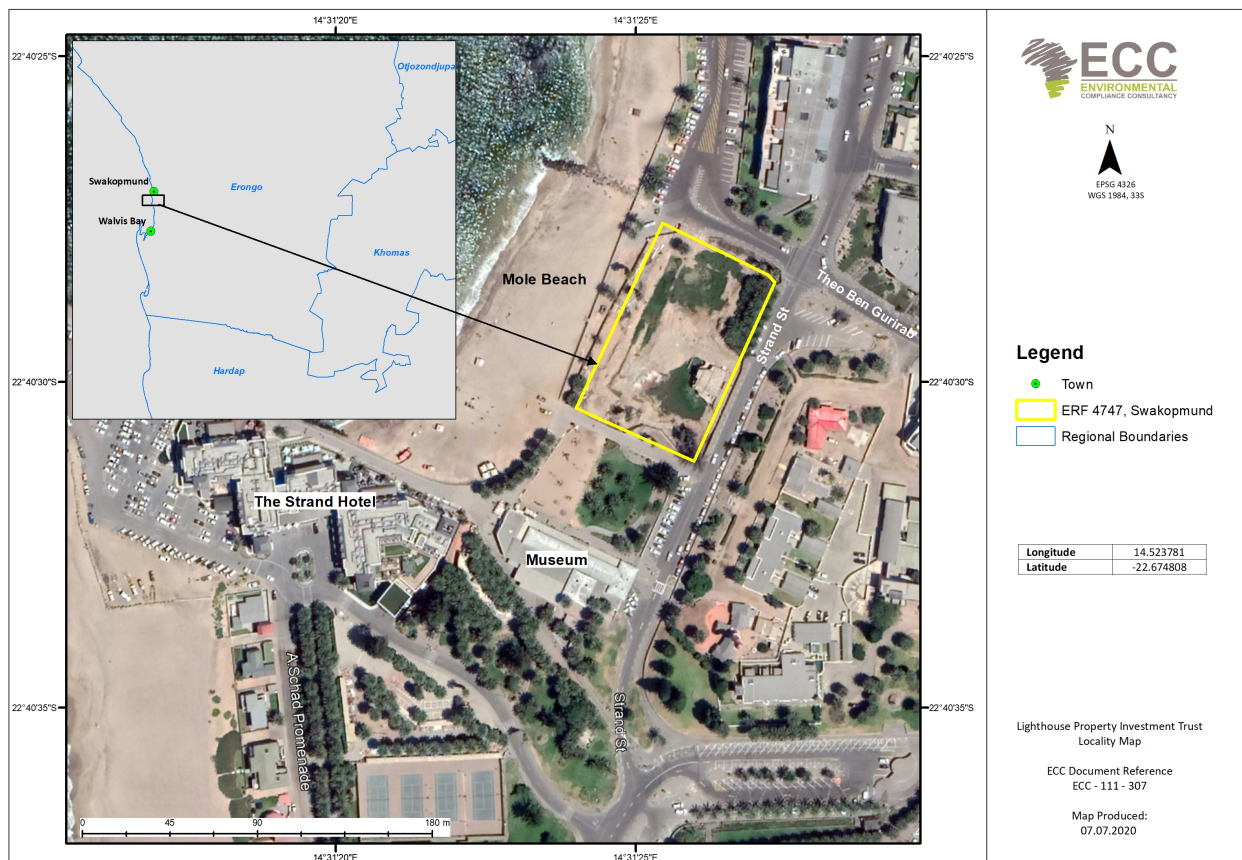 14°31'20"E
14°31'25"E
22°40'25"S
22°40'25"S
Otjozondjupa
Swakopmund
Erongo
Walvis Bay
Khomas
Hardap
Mole Beach
Theo Ben Gurirab
Strand St
22°40'30"S
22°40'30"S
The Strand Hotel
Museum
A.Schad Promenade
Strand St
22°40'35"S
22°40'35"S
0 45 90 180 m
14°31'20"E
14°31'25"E
ECC
ENVIRONMENTAL
COMPLIANCE CONSULTANCY
N
EPSG 4326
WGS 1984, 33S
Legend
Town
ERF 4747, Swakopmund
Regional Boundaries
Longitude 14.523781
Latitude -22.674808
Lighthouse Property Investment Trust
Locality Map
ECC Document Reference
ECC - 111 - 307
Map Produced:
07.07.2020